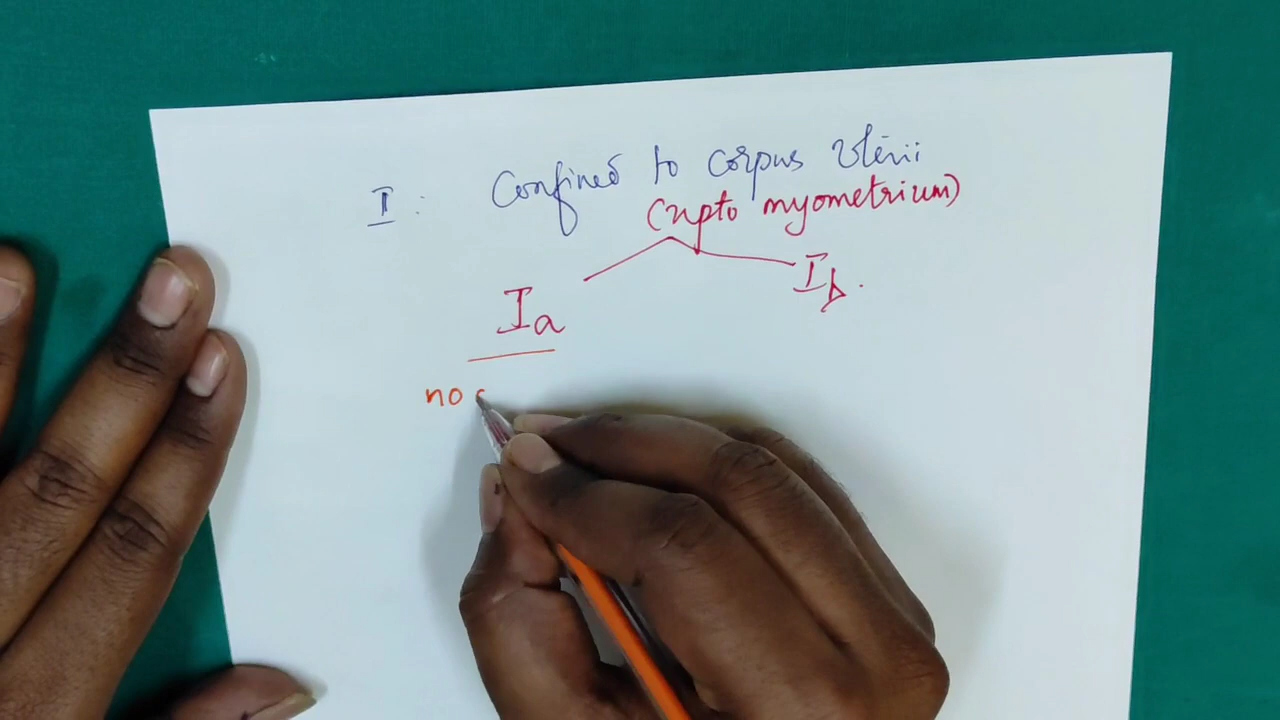 I : Confined to Corpus Uterii
(upto myometrium)
Ia Ib.
no